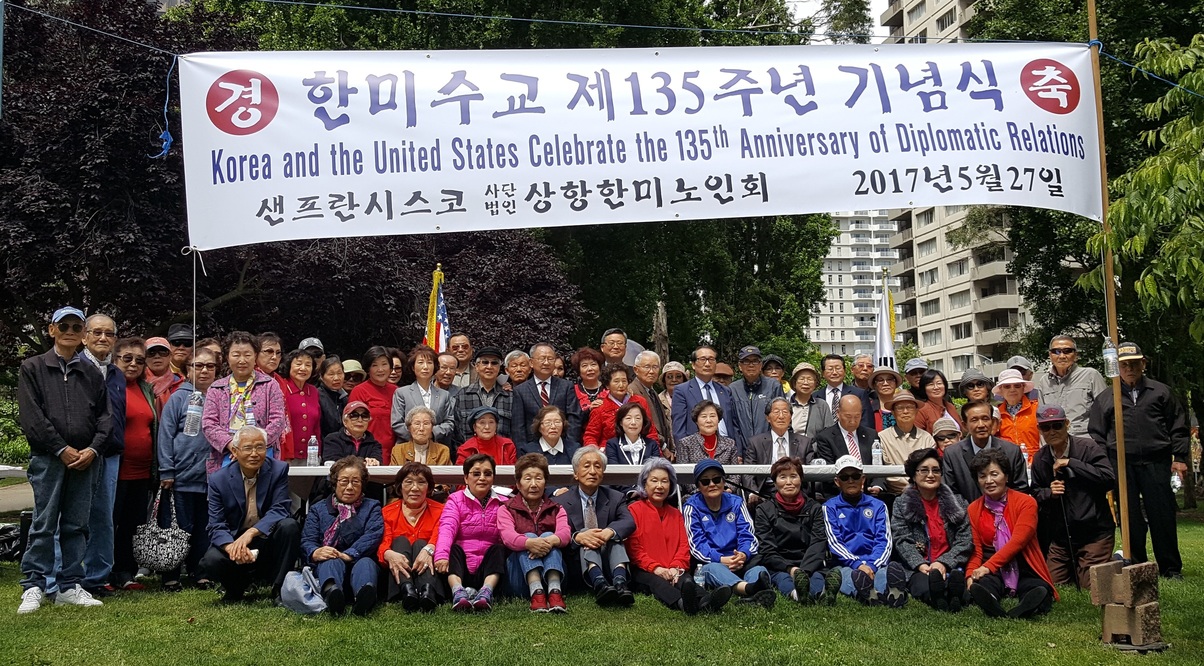 경 한미수교 제135주년 기념식 축
Korea and the United States Celebrate the 135th Anniversary of Diplomatic Relations
샌프란시스코 사단법인 상항한미노인회 2017년5월27일